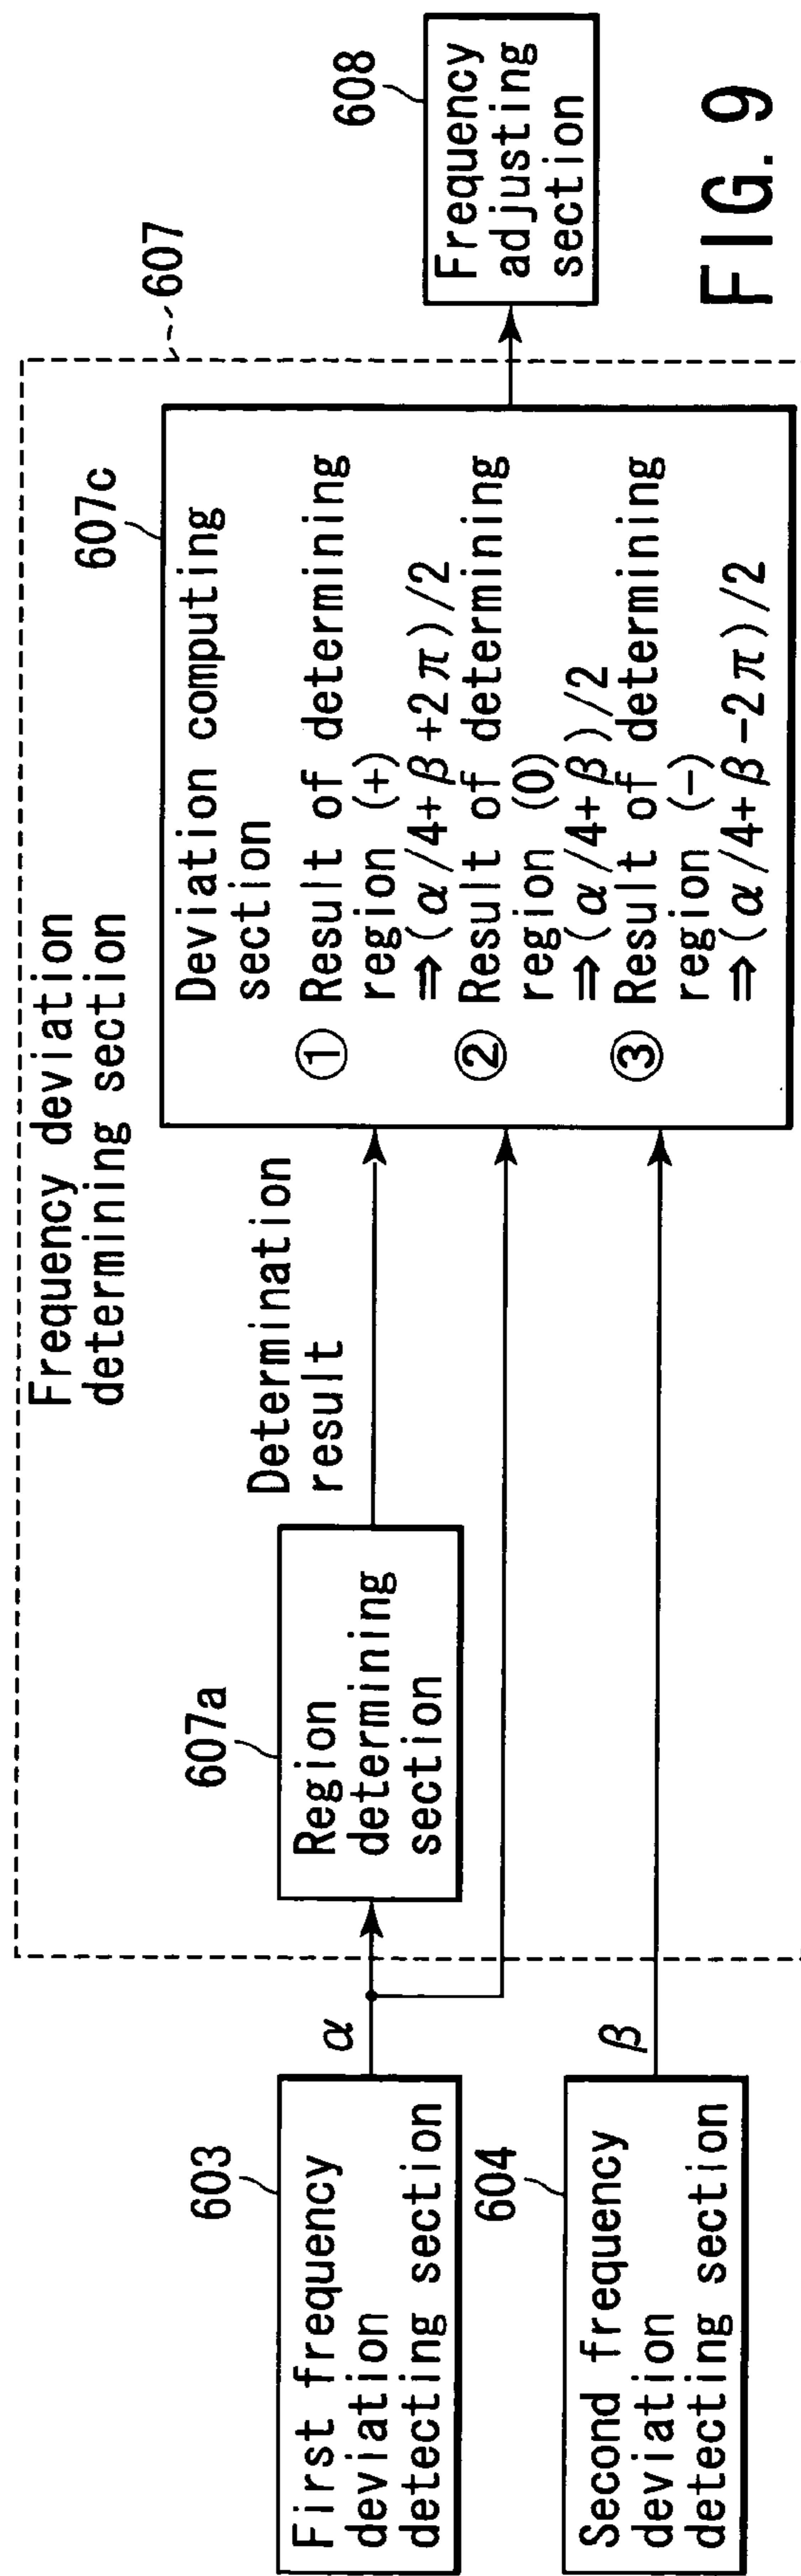 Frequency deviation
determining section
607
603
First frequency
deviation
detecting section
α
604
Second frequency
deviation
detecting section
β
607a
Region
determining
section
Determination
result
607c
Deviation computing
section
① Result of determining
region (+)
⇒(α/4+β+2π)/2
② Result of determining
region (0)
⇒(α/4+β)/2
③ Result of determining
region (-)
⇒(α/4+β-2π)/2
608
Frequency
adjusting
section
FIG. 9